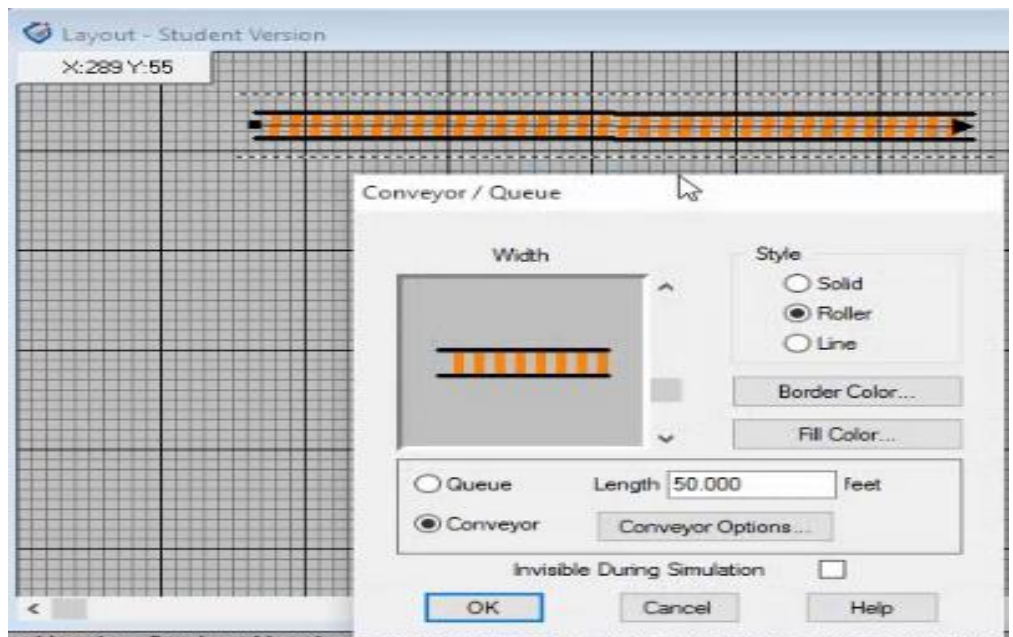 Layout - Student Version
X:289 Y:55
Conveyor / Queue
Width
Style
Solid
Roller
Line
Border Color...
Fill Color...
Queue
Length 50.000 feet
Conveyor
Conveyor Options...
Invisible During Simulation
OK Cancel Help